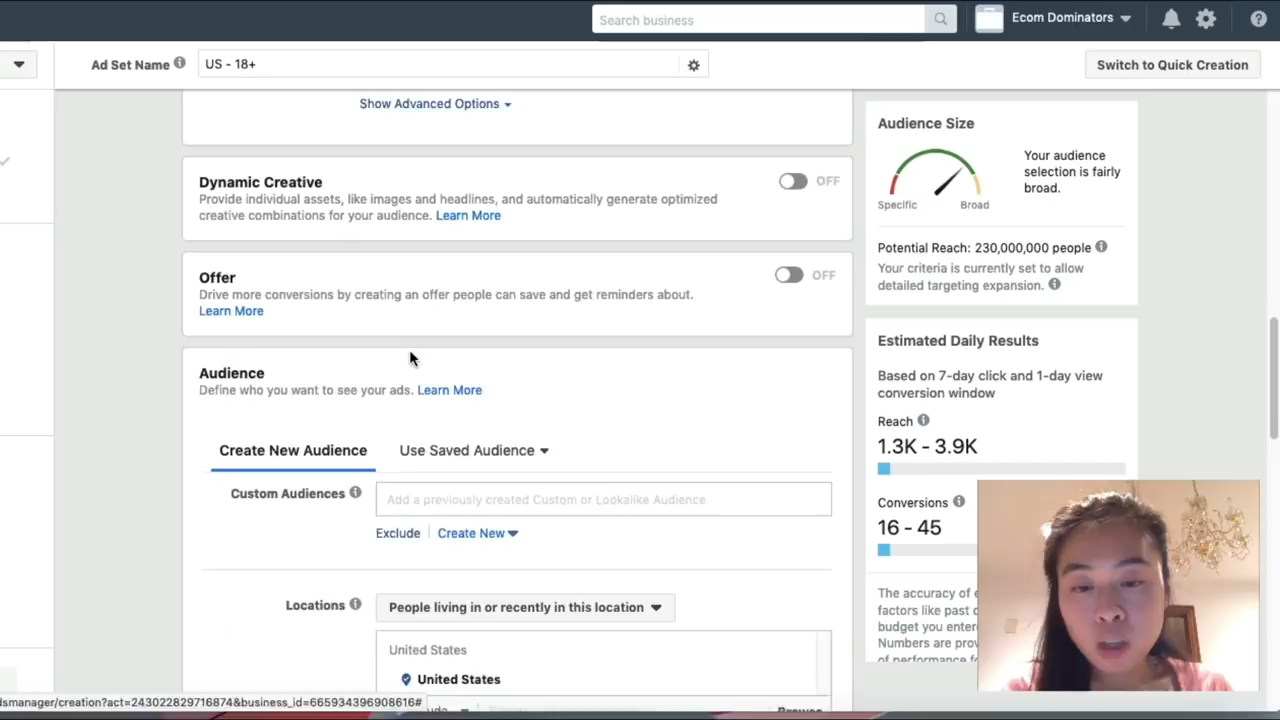 Search business
Ecom Dominators
Ad Set Name
US - 18+
Switch to Quick Creation
Show Advanced Options
Dynamic Creative
OFF
Provide individual assets, like images and headlines, and automatically generate optimized
creative combinations for your audience. Learn More
Offer
OFF
Drive more conversions by creating an offer people can save and get reminders about.
Learn More
Audience
Define who you want to see your ads. Learn More
Create New Audience
Use Saved Audience
Custom Audiences
Add a previously created Custom or Lookalike Audience
Exclude
Create New
Locations
People living in or recently in this location
United States
United States
Audience Size
Your audience
selection is fairly
broad.
Specific
Broad
Potential Reach: 230,000,000 people
Your criteria is currently set to allow
detailed targeting expansion.
Estimated Daily Results
Based on 7-day click and 1-day view
conversion window
Reach
1.3K - 3.9K
Conversions
16 - 45
The accuracy of
factors like past
budget you
Numbers are
of performance
dsmanager/creation?act=243022829716874&business_id=665934396908616#